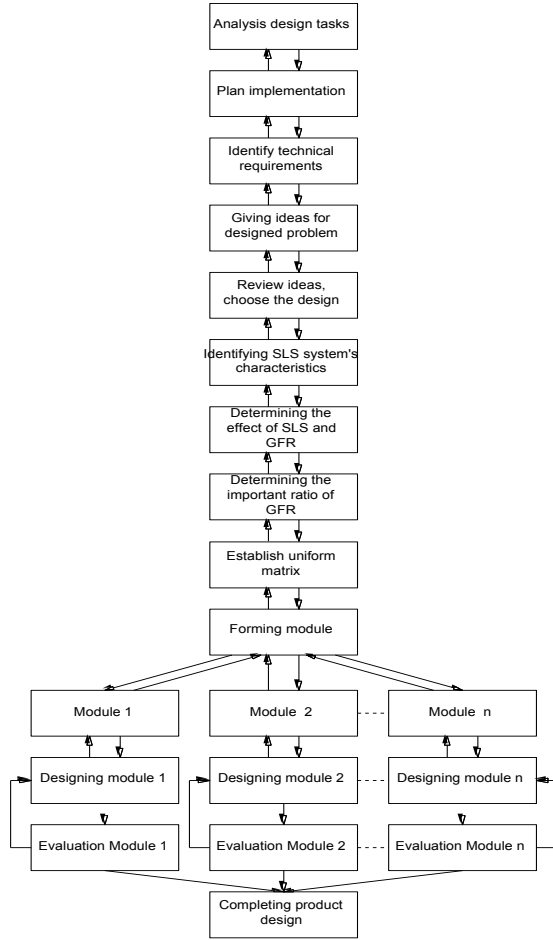 Analysis design tasks
Plan implementation
Identify technical
requirements
Giving ideas for
designed problem
Review ideas,
choose the design
Identifying SLS system's
characteristics
Determining the
effect of SLS and
GFR
Determining the
important ratio of
GFR
Establish uniform
matrix
Forming module
Module 1
Module 2
Module n
Designing module 1
Designing module 2
Designing module n
Evaluation Module 1
Evaluation Module 2
Evaluation Module n
Completing product
design